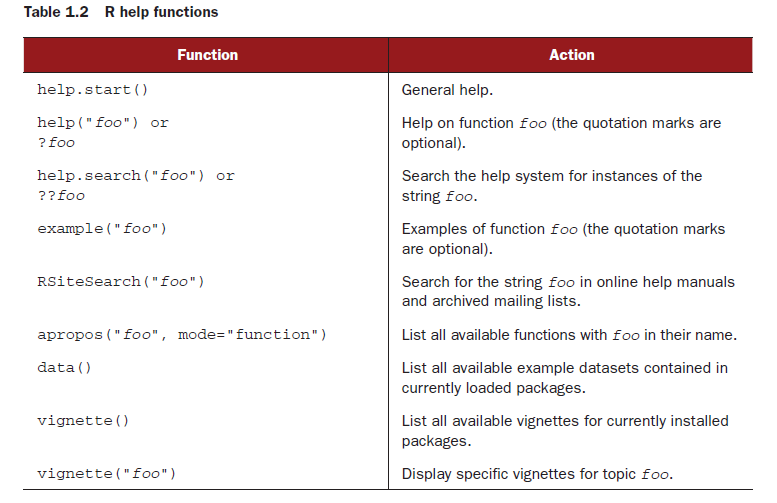 Table 1.2 R help functions
Function Action
help.start() General help.
help("foo") or Help on function foo (the quotation marks are
?foo optional).
help.search("foo") or Search the help system for instances of the
??foo string foo.
example("foo") Examples of function foo (the quotation marks
are optional).
RSiteSearch("foo") Search for the string foo in online help manuals
and archived mailing lists.
apropos("foo", mode="function") List all available functions with foo in their name.
data() List all available example datasets contained in
currently loaded packages.
vignette() List all available vignettes for currently installed
packages.
vignette("foo") Display specific vignettes for topic foo.